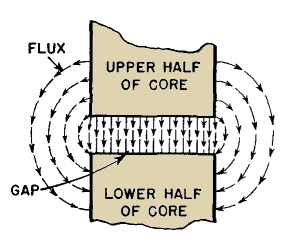 FLUX
UPPER HALF
OF CORE
GAP
LOWER HALF
OF CORE